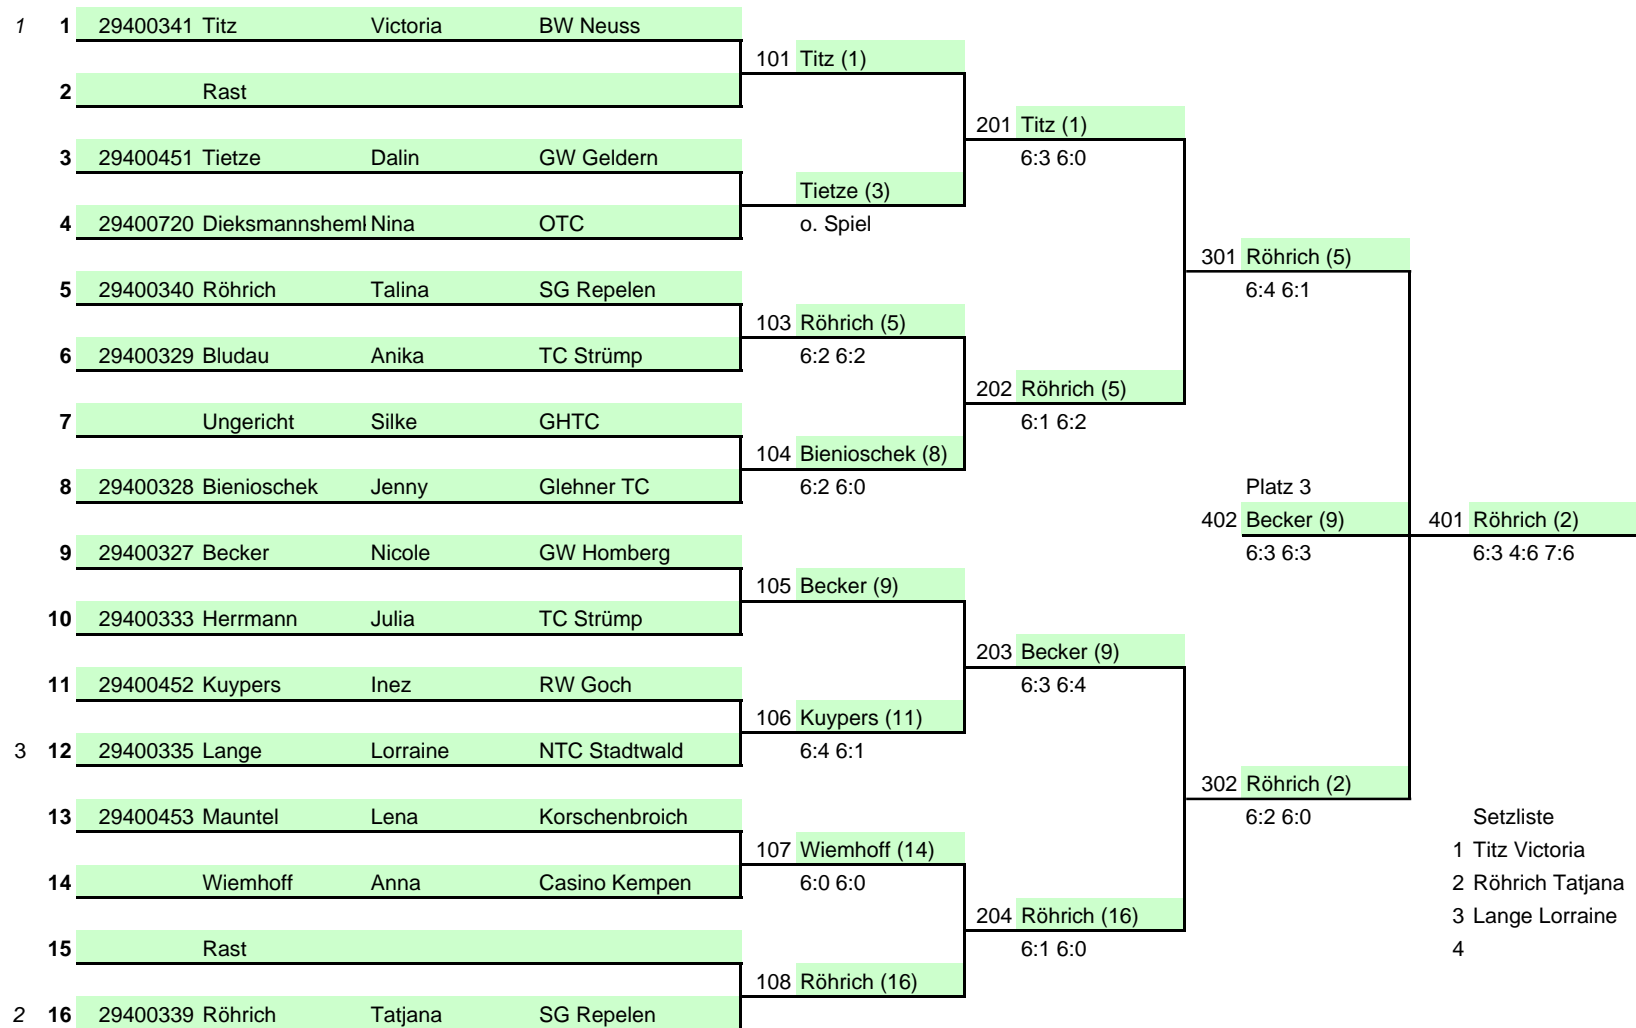 1 1 29400341 Titz Victoria BW Neuss
101 Titz (1)
2 Rast
201 Titz (1)
3 29400451 Tietze Dalin GW Geldern
6:3 6:0
Tietze (3)
4 29400720 Dieksmannsheml Nina OTC
o. Spiel
301 Röhrich (5)
5 29400340 Röhrich Talina SG Repelen
6:4 6:1
103 Röhrich (5)
6 29400329 Bludau Anika TC Strümp
6:2 6:2
202 Röhrich (5)
7 Ungericht Silke GHTC
6:1 6:2
104 Bienioschek (8)
8 29400328 Bienioschek Jenny Glehner TC
6:2 6:0
Platz 3
402 Becker (9)
401 Röhrich (2)
9 29400327 Becker Nicole GW Homberg
6:3 6:3
6:3 4:6 7:6
105 Becker (9)
10 29400333 Herrmann Julia TC Strümp
203 Becker (9)
11 29400452 Kuypers Inez RW Goch
6:3 6:4
106 Kuypers (11)
3 12 29400335 Lange Lorraine NTC Stadtwald
6:4 6:1
302 Röhrich (2)
13 29400453 Mauntel Lena Korschenbroich
6:2 6:0
Setzliste
107 Wiemhoff (14)
1 Titz Victoria
14 Wiemhoff Anna Casino Kempen
6:0 6:0
2 Röhrich Tatjana
204 Röhrich (16)
3 Lange Lorraine
15 Rast
6:1 6:0
4
108 Röhrich (16)
2 16 29400339 Röhrich Tatjana SG Repelen